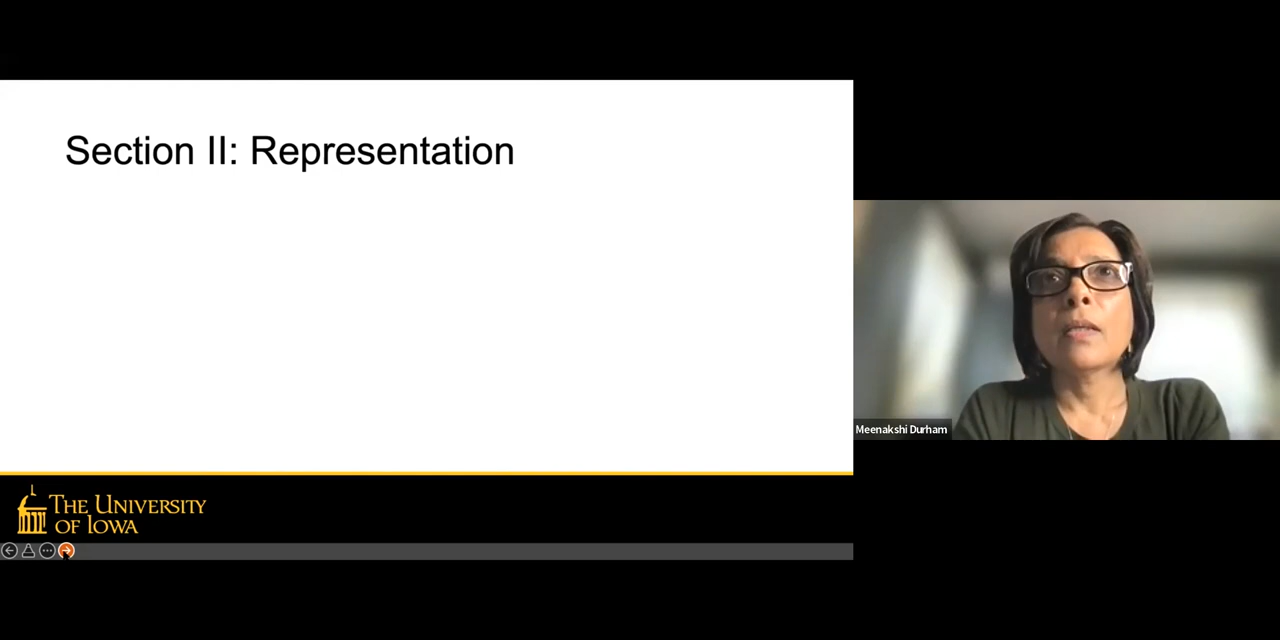 Section II: Representation
Meenakshi Durham
THE UNIVERSITY
OF IOWA